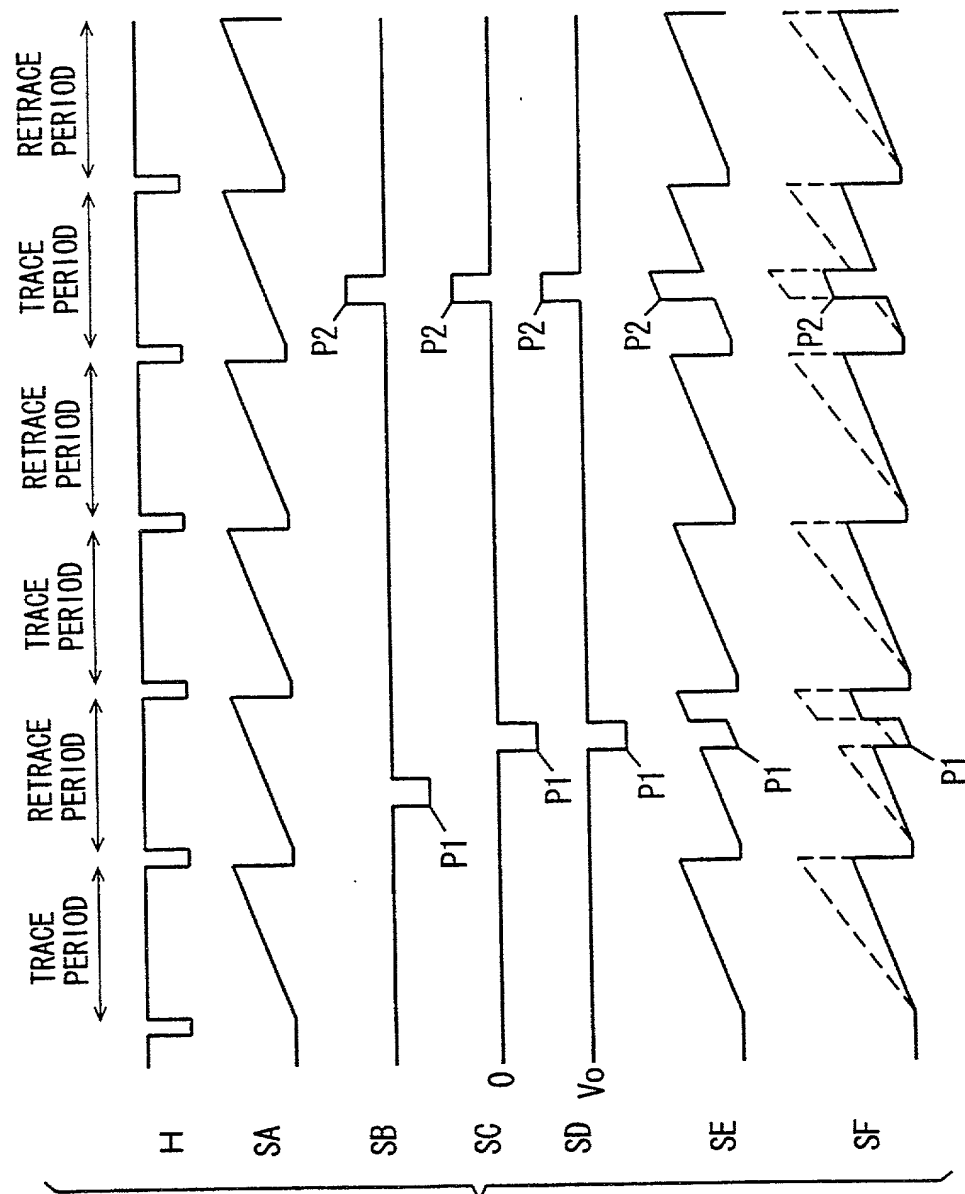 TRACE
PERIOD
RETRACE
PERIOD
TRACE
PERIOD
RETRACE
PERIOD
TRACE
PERIOD
RETRACE
PERIOD
H
SA
SB
P1
P2
SC
0
P1
P2
SD
Vo
P1
P2
SE
P1
P2
SF
P1
P2